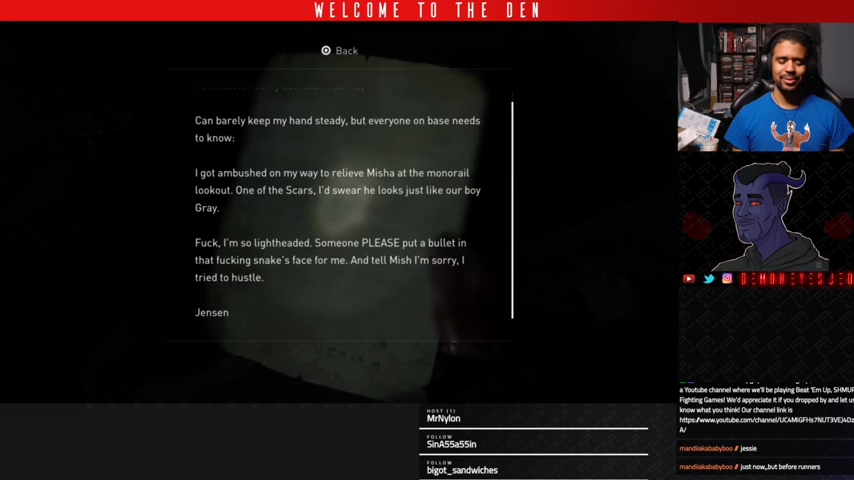 WELCOME TO THE DEN
Back
Can barely keep my hand steady, but everyone on base needs
to know:
I got ambushed on my way to relieve Misha at the monorail
lookout. One of the Scars, I'd swear he looks just like our boy
Gray.
Fuck, I'm so lightheaded. Someone PLEASE put a bullet in
that fucking snake's face for me. And tell Mish I'm sorry, I
tried to hustle.
Jensen
HOST (1)
MrNylon
FOLLOW
SinA55a55in
FOLLOW
bigot_sandwiches
a Youtube channel where we'll be playing Beat 'Em Up, SHMUP
Fighting Games! We'd appreciate it if you dropped by and let us
know what you think! Our channel link is
mandiiakababyboo // jessie
mandiiakababyboo // just now,,but before runners